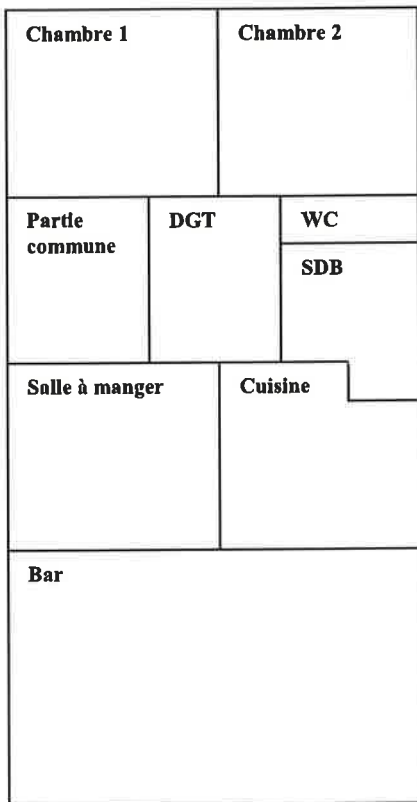 Chambre 1
Chambre 2
Partie
commune
DGT
WC
SDB
Salle à manger
Cuisine
Bar